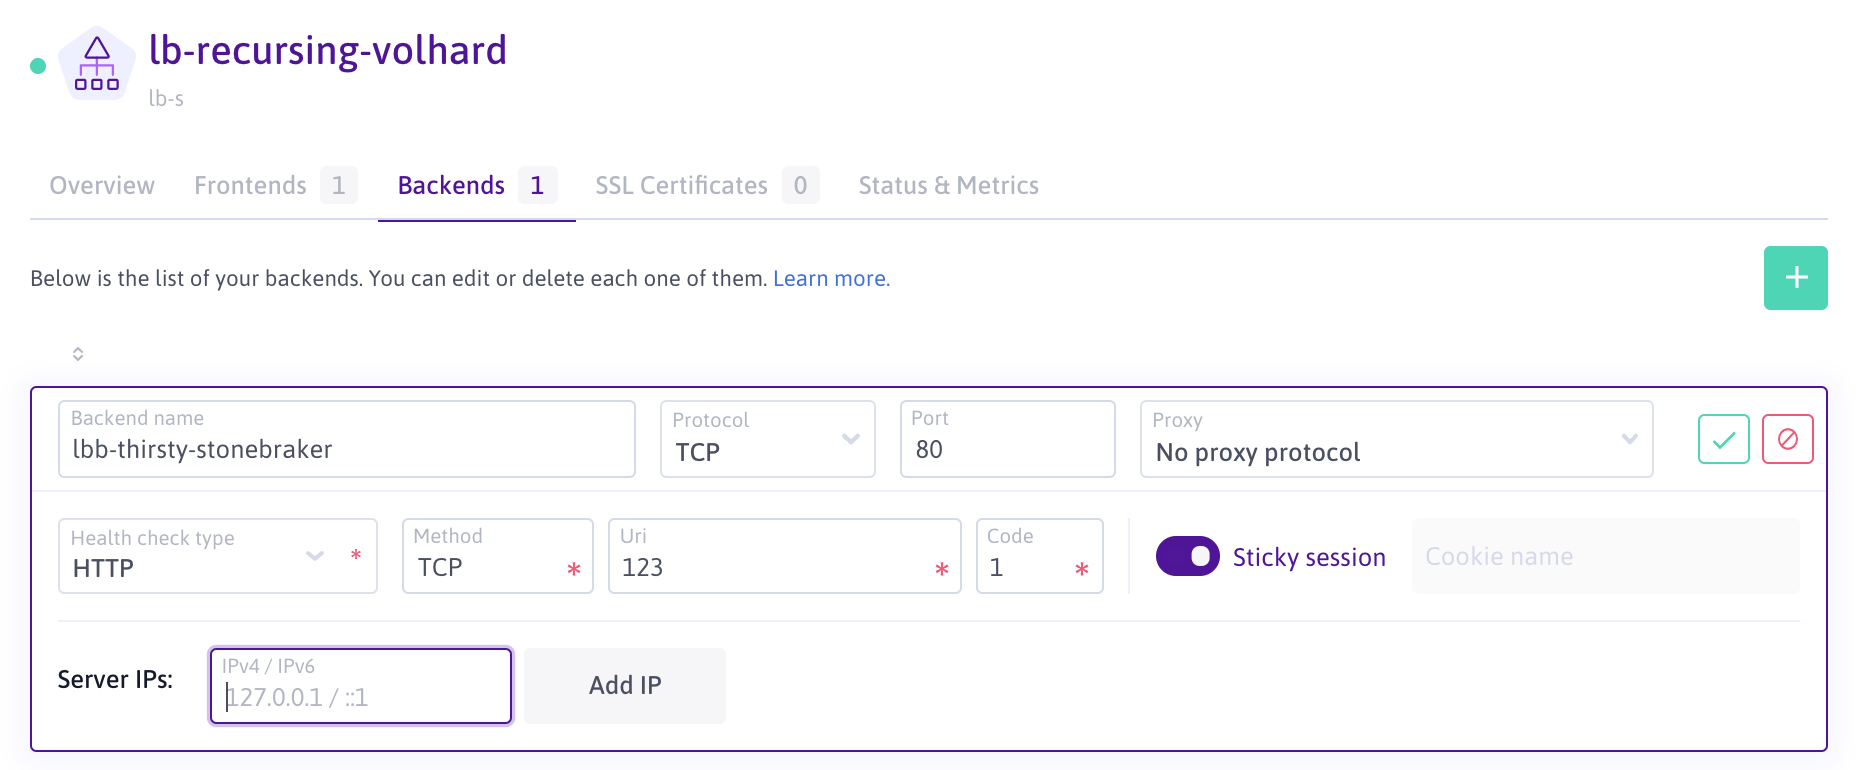 lb-recursing-volhard
lb-s
Overview Frontends 1 Backends 1 SSL Certificates 0 Status & Metrics
Below is the list of your backends. You can edit or delete each one of them. Learn more.
Backend name Protocol Port Proxy
lbb-thirsty-stonebraker TCP 80 No proxy protocol
Health check type Method Uri Code
HTTP * TCP * 123 * 1 * Sticky session Cookie name
Server IPs: IPv4 / IPv6
127.0.0.1 / ::1 Add IP